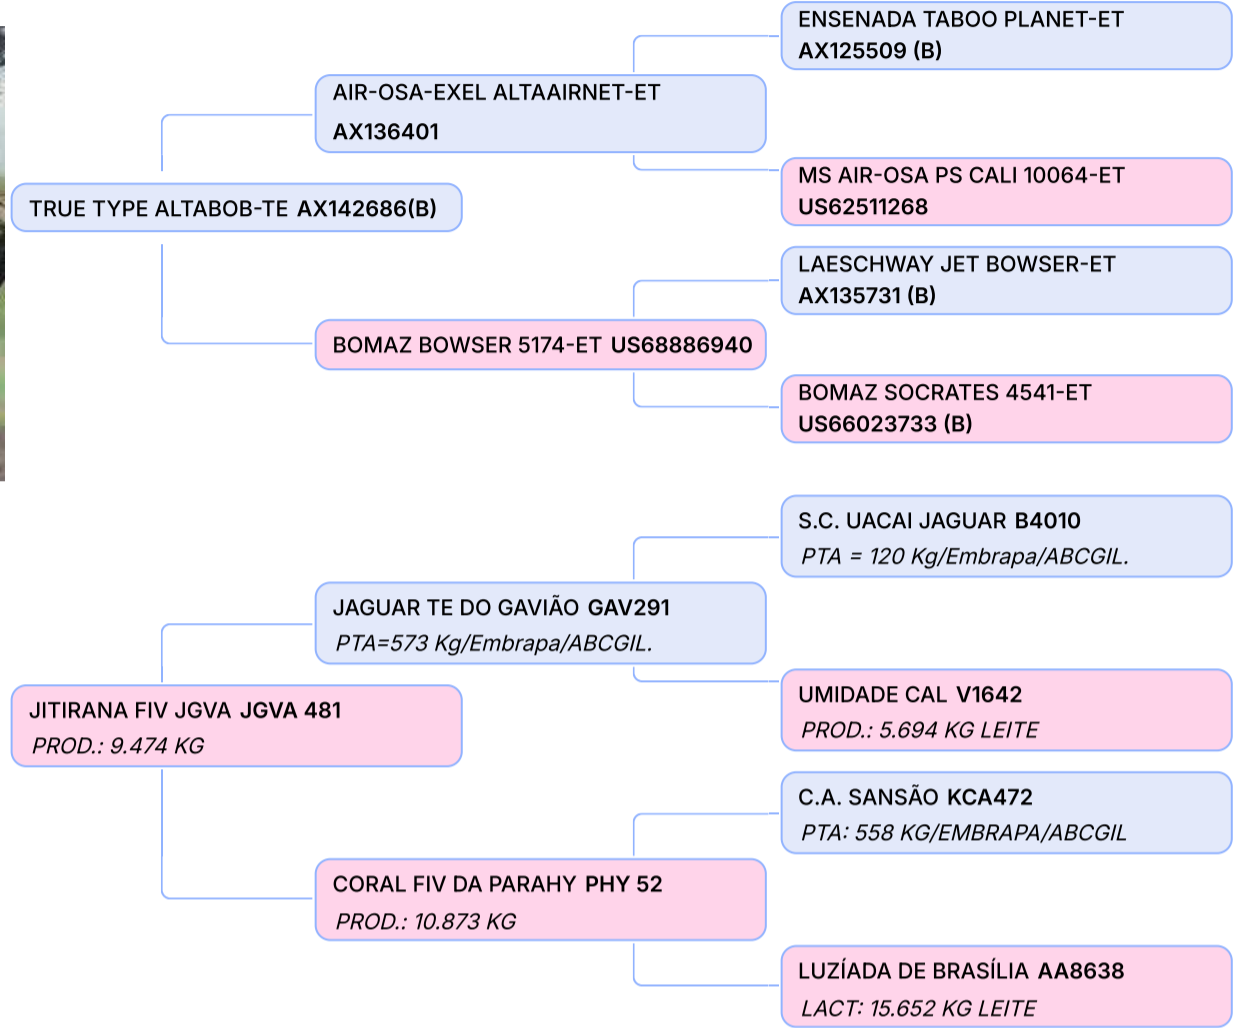 ENSENADA TABOO PLANET-ET
AX125509 (B)
AIR-OSA-EXEL ALTAAIRNET-ET
AX136401
MS AIR-OSA PS CALI 10064-ET
US62511268
TRUE TYPE ALTABOB-TE AX142686(B)
LAESCHWAY JET BOWSER-ET
AX135731 (B)
BOMAZ BOWSER 5174-ET US68886940
BOMAZ SOCRATES 4541-ET
US66023733 (B)
S.C. UACAI JAGUAR B4010
PTA = 120 Kg/Embrapa/ABCGIL.
JAGUAR TE DO GAVIÃO GAV291
PTA=573 Kg/Embrapa/ABCGIL.
UMIDADE CAL V1642
PROD.: 5.694 KG LEITE
JITIRANA FIV JGVA JGVA 481
PROD.: 9.474 KG
C.A. SANSÃO KCA472
PTA: 558 KG/EMBRAPA/ABCGIL
CORAL FIV DA PARAHY PHY 52
PROD.: 10.873 KG
LUZÍADA DE BRASÍLIA AA8638
LACT: 15.652 KG LEITE